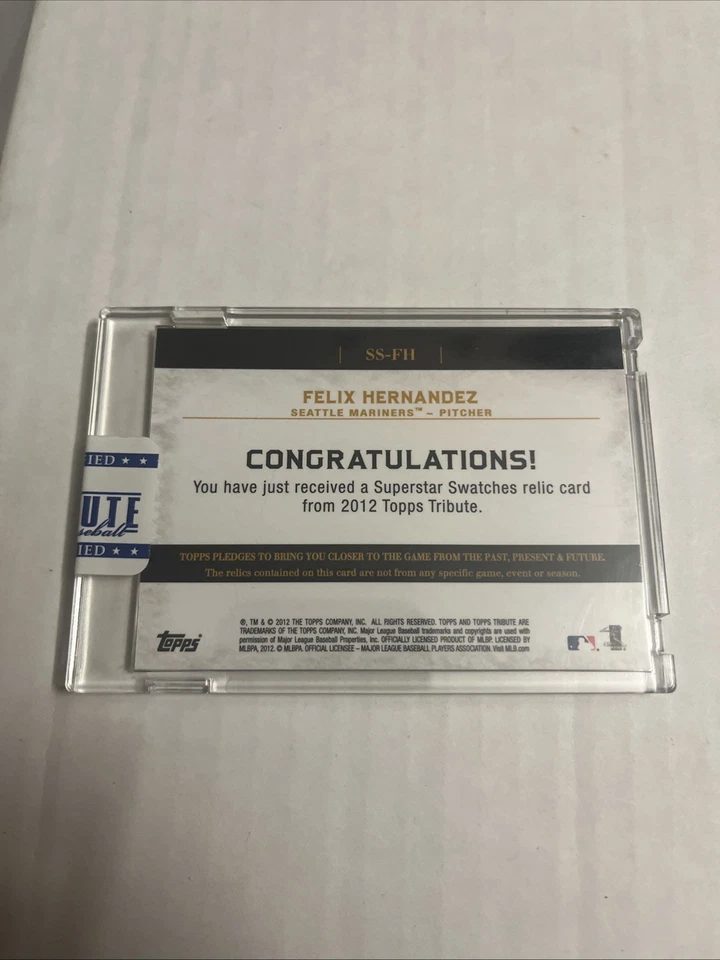 SS-FH
FELIX HERNANDEZ
SEATTLE MARINERS™ – PITCHER
CONGRATULATIONS!
You have just received a Superstar Swatches relic card
from 2012 Topps Tribute.
IED ★ ★
UTE
seball
IED ★ ★
TOPPS PLEDGES TO BRING YOU CLOSER TO THE GAME FROM THE PAST, PRESENT & FUTURE.
The relics contained on this card are not from any specific game, event or season.
topps
®, TM & © 2012 THE TOPPS COMPANY, INC. ALL RIGHTS RESERVED. TOPPS AND TOPPS TRIBUTE ARE
TRADEMARKS OF THE TOPPS COMPANY, INC. Major League Baseball trademarks and copyrights are used with
permission of Major League Baseball Properties, Inc. OFFICIALLY LICENSED PRODUCT OF MLBP. LICENSED BY
MLBPA, 2012. © MLBPA. OFFICIAL LICENSEE – MAJOR LEAGUE BASEBALL PLAYERS ASSOCIATION. Visit MLB.com